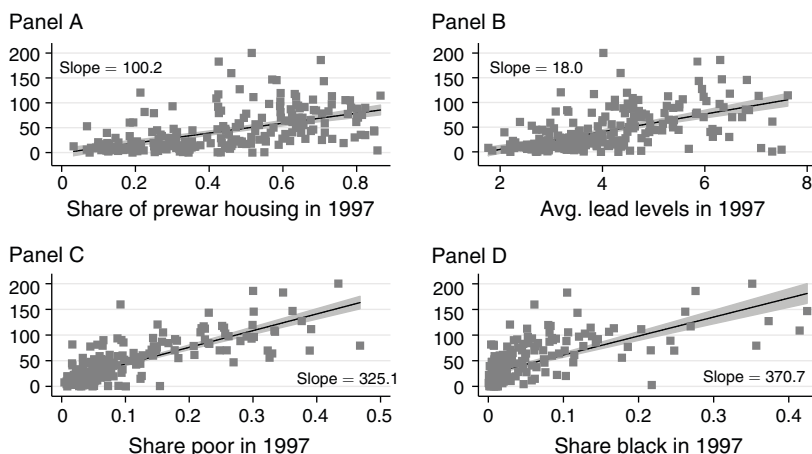 Panel A
200
150
100
50
0
Slope = 100.2
0 0.2 0.4 0.6 0.8
Share of prewar housing in 1997
Panel B
200
150
100
50
0
Slope = 18.0
2 4 6 8
Avg. lead levels in 1997
Panel C
200
150
100
50
0
Slope = 325.1
0 0.1 0.2 0.3 0.4 0.5
Share poor in 1997
Panel D
200
150
100
50
0
Slope = 370.7
0 0.1 0.2 0.3 0.4
Share black in 1997